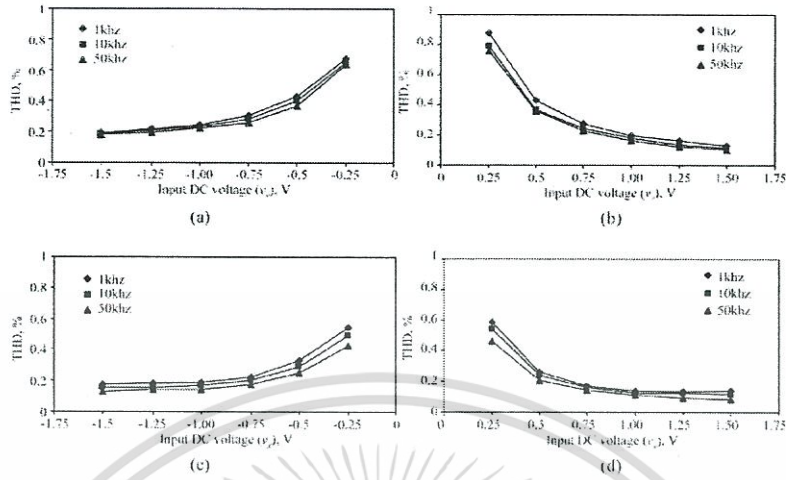 1
0.8
0.6
0.4
0.2
0
THD, %
1khz
10khz
50khz
-1.75 -1.5 -1.25 -1.00 -0.75 -0.5 -0.25 0
Input DC voltage (vₐ), V
(a)
1
0.8
0.6
0.4
0.2
0
THD, %
1khz
10khz
50khz
0 0.25 0.5 0.75 1.00 1.25 1.50 1.75
Input DC voltage (vₐ), V
(b)
1
0.8
0.6
0.4
0.2
0
THD, %
1khz
10khz
50khz
-1.75 -1.5 -1.25 -1.00 -0.75 -0.5 -0.25 0
Input DC voltage (vₐ), V
(c)
1
0.8
0.6
0.4
0.2
0
THD, %
1khz
10khz
50khz
0 0.25 0.50 0.75 1.00 1.25 1.50 1.75
Input DC voltage (vₐ), V
(d)